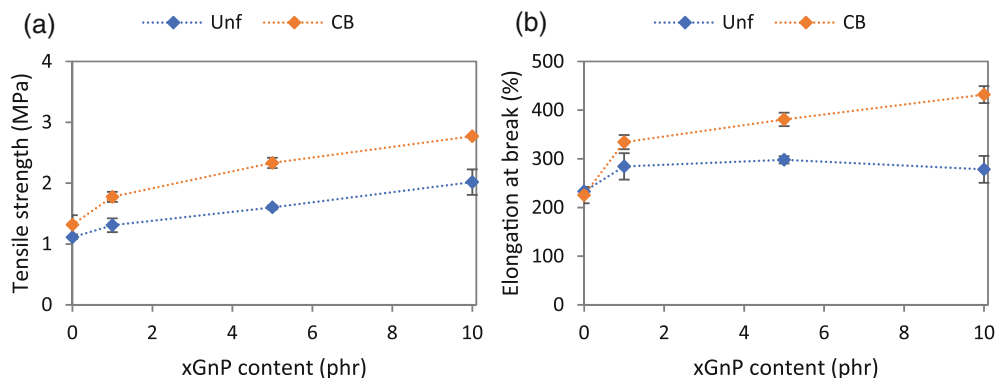 (a)
Unf CB
Tensile strength (MPa)
4
3
2
1
0
0 2 4 6 8 10
xGnP content (phr)
(b)
Unf CB
Elongation at break (%)
500
400
300
200
100
0
0 2 4 6 8 10
xGnP content (phr)